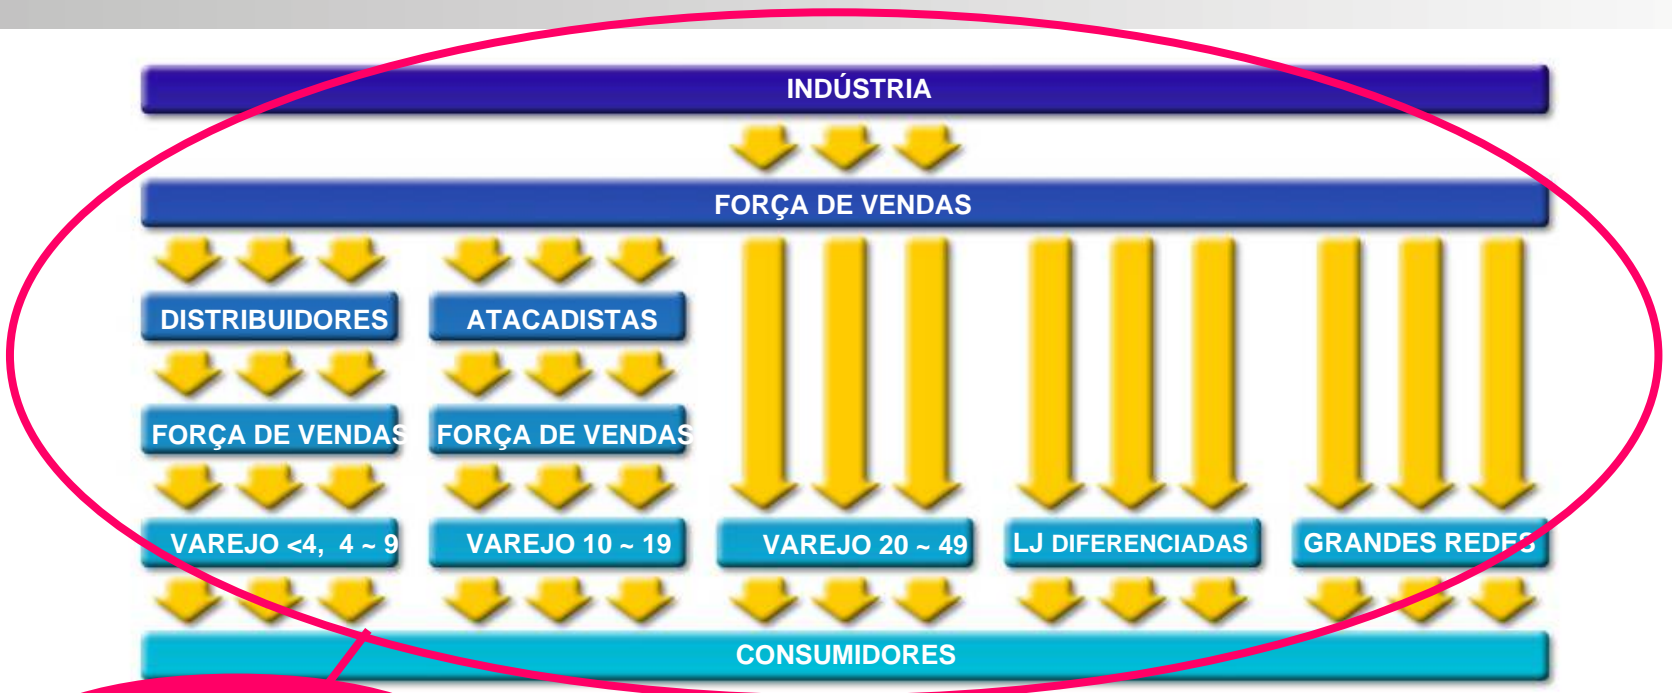 INDÚSTRIA
FORÇA DE VENDAS
DISTRIBUIDORES
ATACADISTAS
FORÇA DE VENDAS
FORÇA DE VENDAS
VAREJO <4, 4 ~ 9
VAREJO 10 ~ 19
VAREJO 20 ~ 49
LJ DIFERENCIADAS
GRANDES REDES
CONSUMIDORES